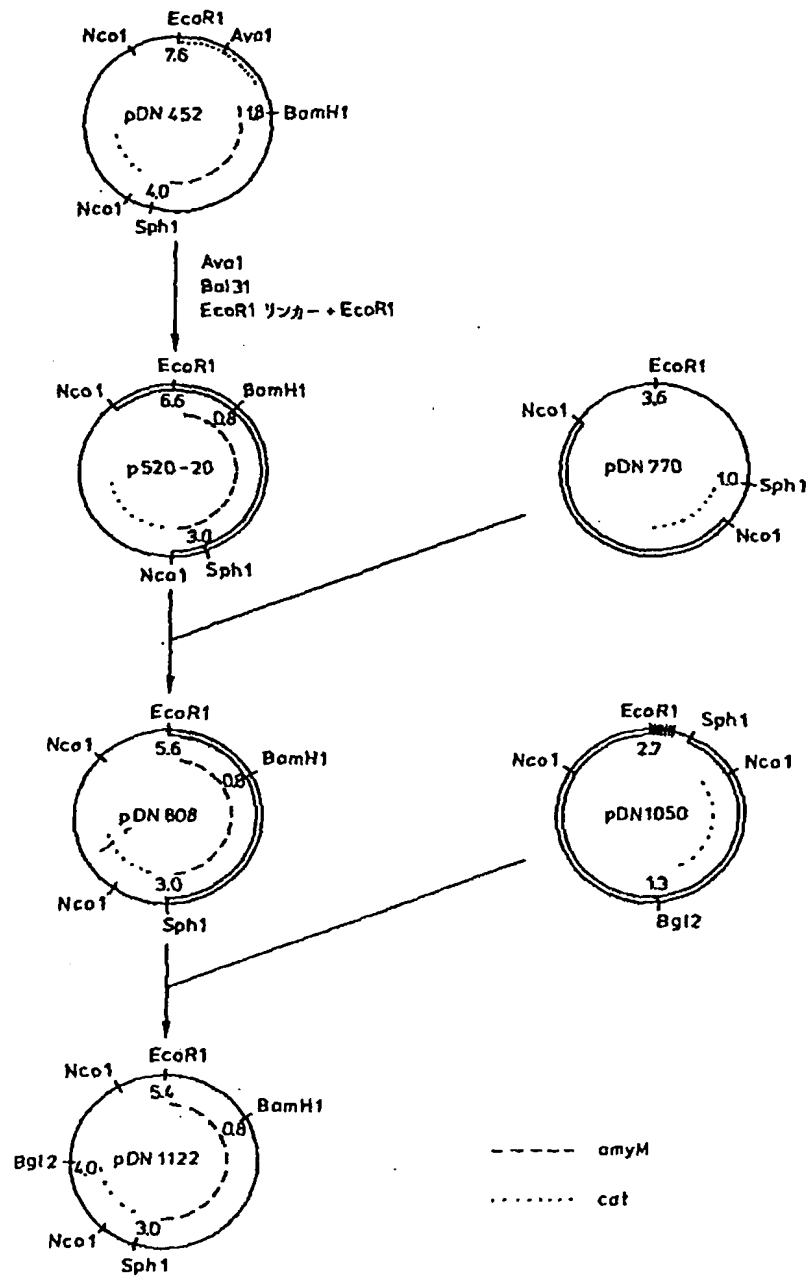 EcoR1
Nco1
Ava1
7.6
pDN 452
1.8
BamH1
4.0
Nco1
Sph1
Ava1
Bal31
EcoR1 リンカー + EcoR1
EcoR1
Nco1
BamH1
6.6
0.8
p520-20
3.0
Nco1
Sph1
EcoR1
3.6
Nco1
pDN 770
1.0
Sph1
Nco1
EcoR1
Nco1
5.6
BamH1
0.8
pDN 808
3.0
Nco1
Sph1
EcoR1
Sph1
2.7
Nco1
Nco1
pDN1050
1.3
Bgl2
EcoR1
Nco1
5.4
BamH1
0.8
Bgl2
4.0
pDN 1122
3.0
Nco1
Sph1
amyM
cat